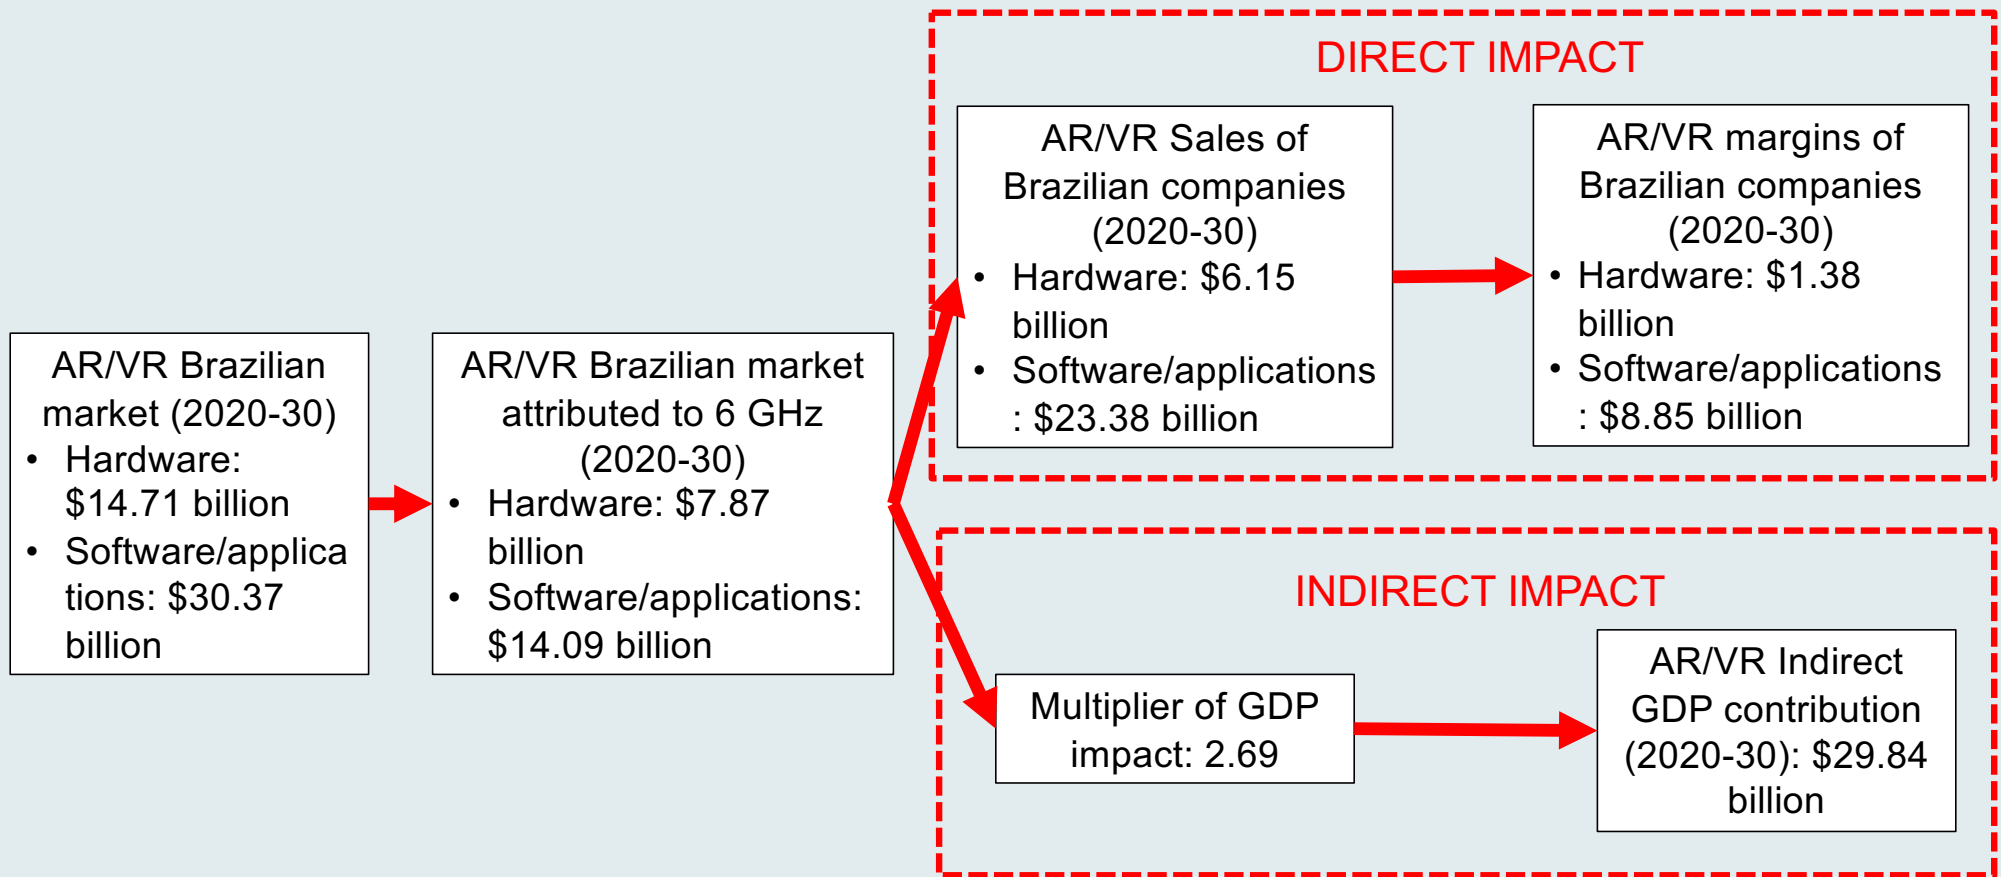 AR/VR Brazilian
market (2020-30)
• Hardware:
$14.71 billion
• Software/applica
tions: $30.37
billion
AR/VR Brazilian market
attributed to 6 GHz
(2020-30)
• Hardware: $7.87
billion
• Software/applications:
$14.09 billion
DIRECT IMPACT
AR/VR Sales of
Brazilian companies
(2020-30)
• Hardware: $6.15
billion
• Software/applications
: $23.38 billion
AR/VR margins of
Brazilian companies
(2020-30)
• Hardware: $1.38
billion
• Software/applications
: $8.85 billion
INDIRECT IMPACT
Multiplier of GDP
impact: 2.69
AR/VR Indirect
GDP contribution
(2020-30): $29.84
billion